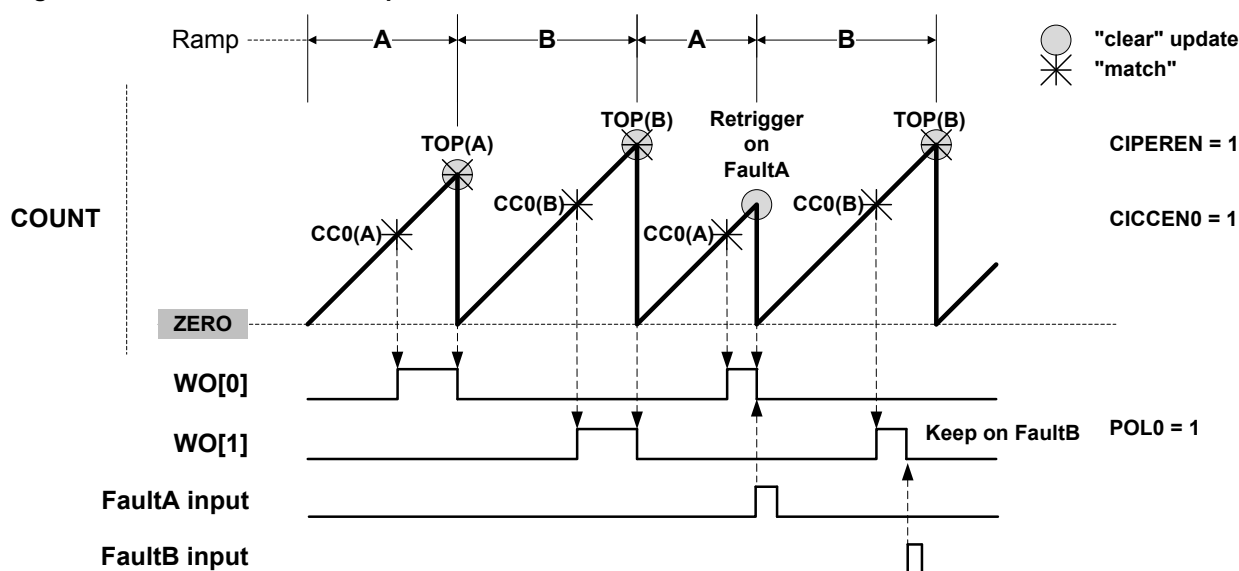 Ramp A B A B
"clear" update
"match"
TOP(A)
TOP(B)
Retrigger
on
FaultA
TOP(B)
CIPEREN = 1
COUNT
CC0(A)
CC0(B)
CC0(A)
CC0(B)
CICCEN0 = 1
ZERO
WO[0]
WO[1]
Keep on FaultB
POL0 = 1
FaultA input
FaultB input